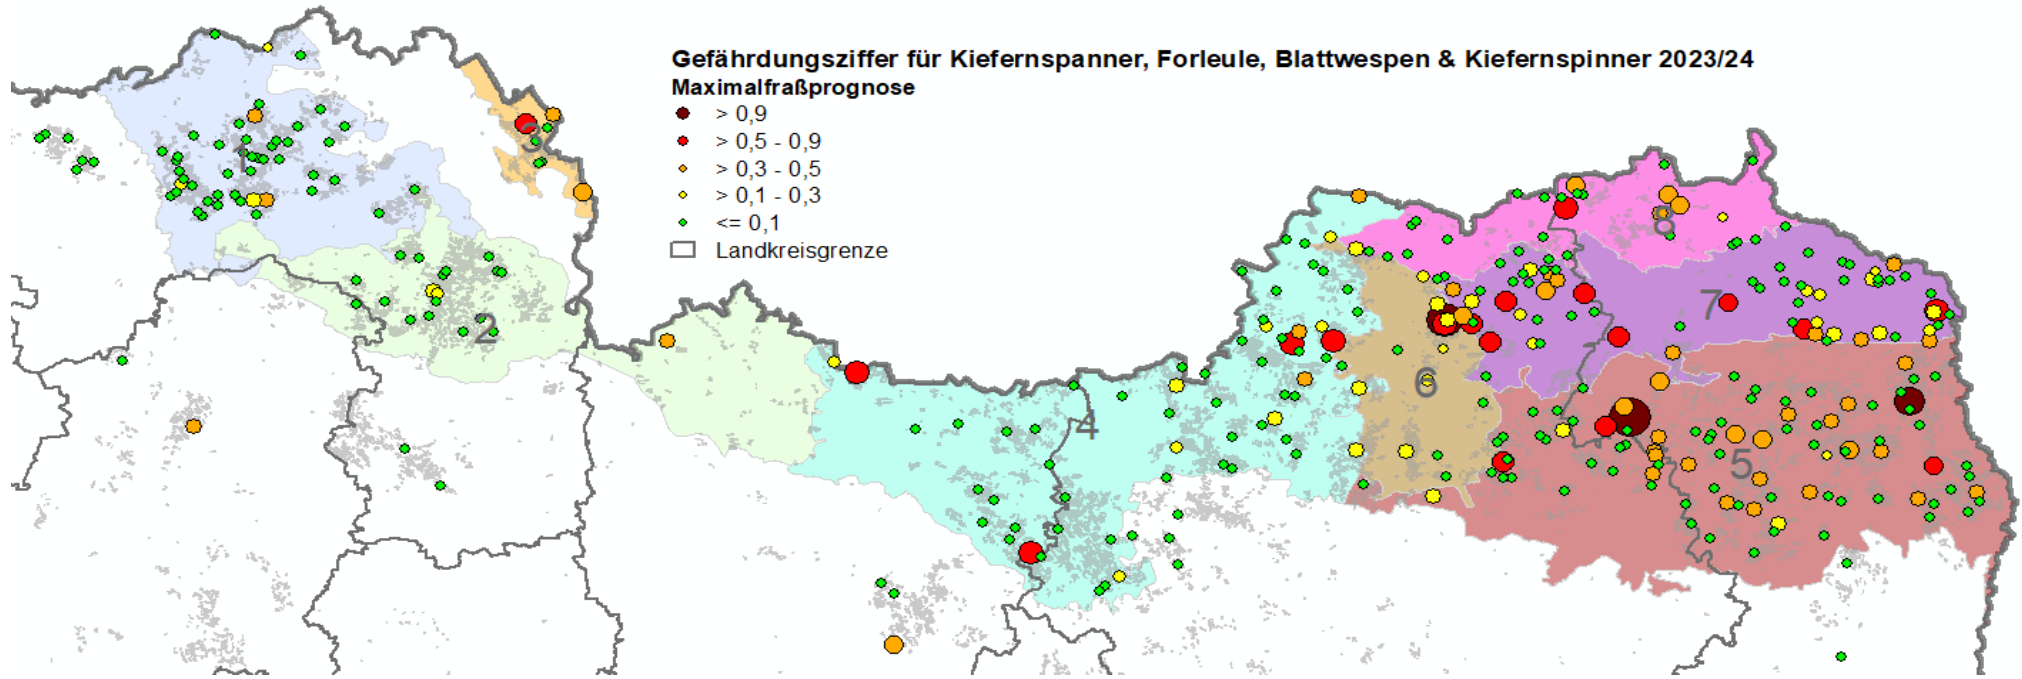 Gefährdungsziffer für Kiefernspanner, Forleule, Blattwespen & Kiefernspinner 2023/24
Maximalfraßprognose
> 0,9
> 0,5 - 0,9
> 0,3 - 0,5
> 0,1 - 0,3
<= 0,1
Landkreisgrenze
1
3
2
4
6
8
7
5